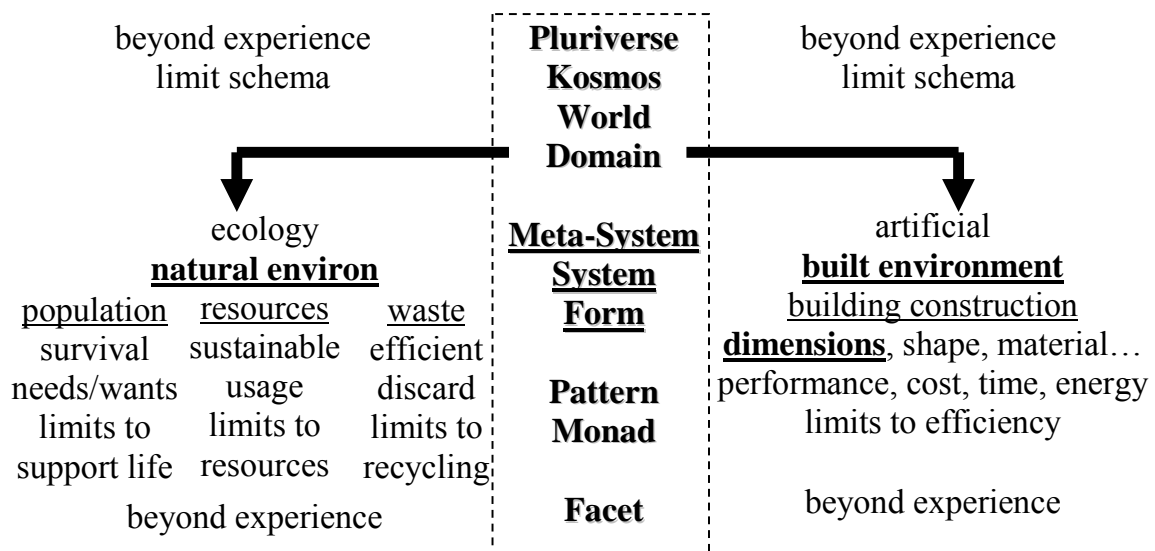 beyond experience
limit schema
Pluriverse
Kosmos
World
Domain
beyond experience
limit schema
ecology
natural environ
population
survival
needs/wants
limits to
support life
resources
sustainable
usage
limits to
resources
waste
efficient
discard
limits to
recycling
beyond experience
Meta-System
System
Form
Pattern
Monad
Facet
artificial
built environment
building construction
dimensions, shape, material…
performance, cost, time, energy
limits to efficiency
beyond experience